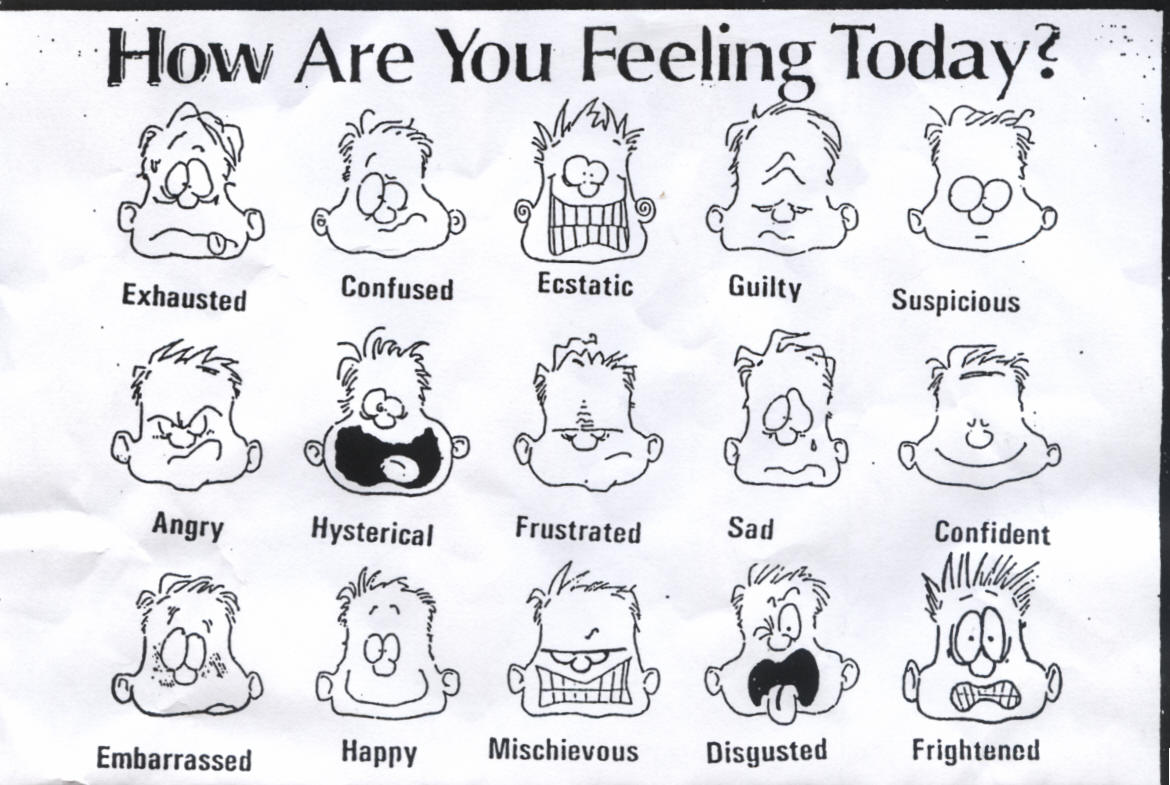 How Are You Feeling Today?
Exhausted Confused Ecstatic Guilty Suspicious
Angry Hysterical Frustrated Sad Confident
Embarrassed Happy Mischievous Disgusted Frightened